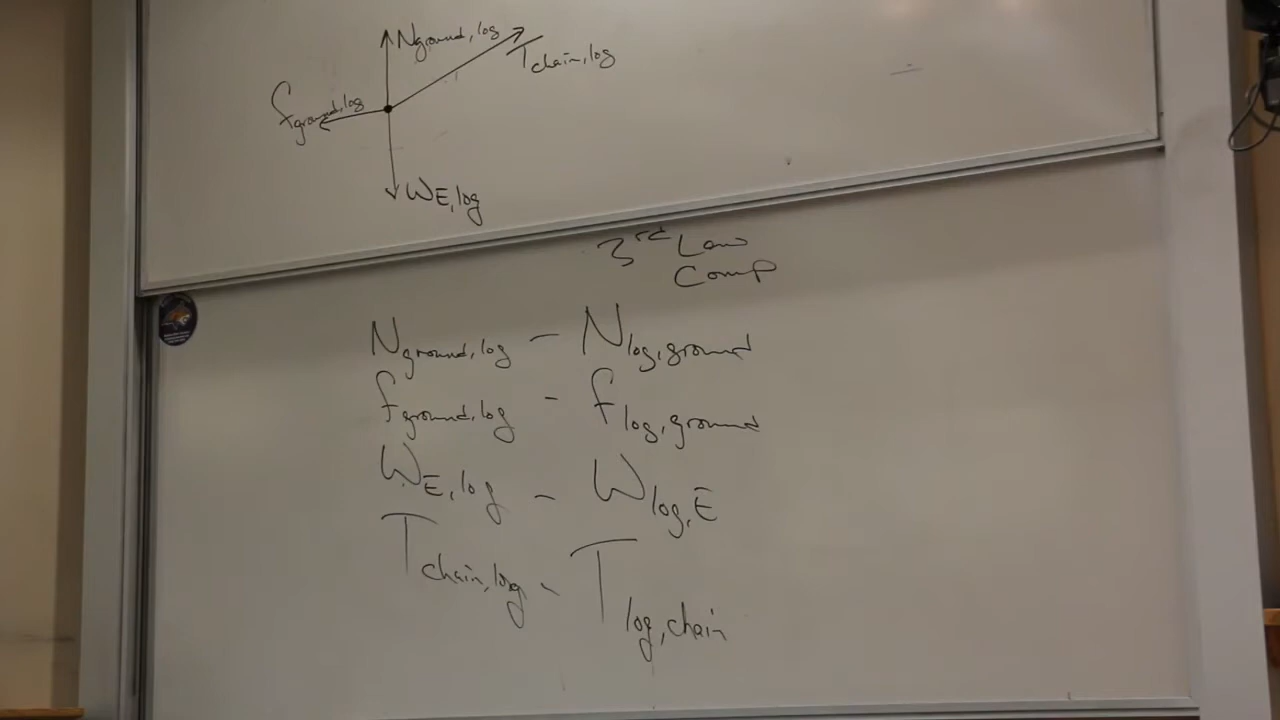 Nground,log
Tchain,log
fground,log
WE,log
3rd Law
Comp
Nground,log - Nlog,ground
fground,log - flog,ground
WE,log - Wlog,E
Tchain,log - Tlog,chain